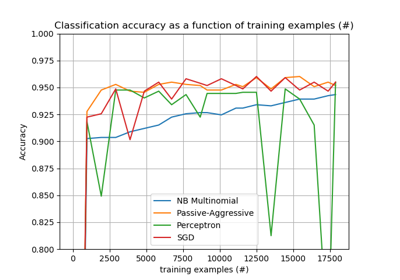 Classification accuracy as a function of training examples (#)
1.000
0.975
0.950
0.925
0.900
0.875
0.850
0.825
0.800
Accuracy
NB Multinomial
Passive-Aggressive
Perceptron
SGD
0 2500 5000 7500 10000 12500 15000 17500
training examples (#)